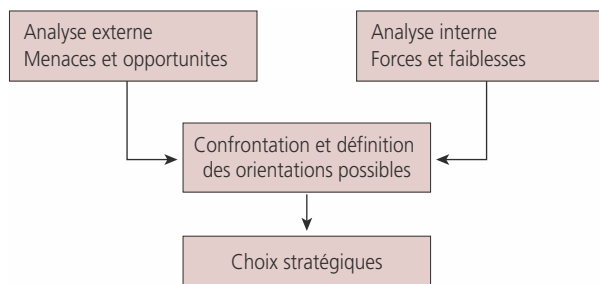 Analyse externe
Menaces et opportunites
Analyse interne
Forces et faiblesses
Confrontation et définition
des orientations possibles
Choix stratégiques